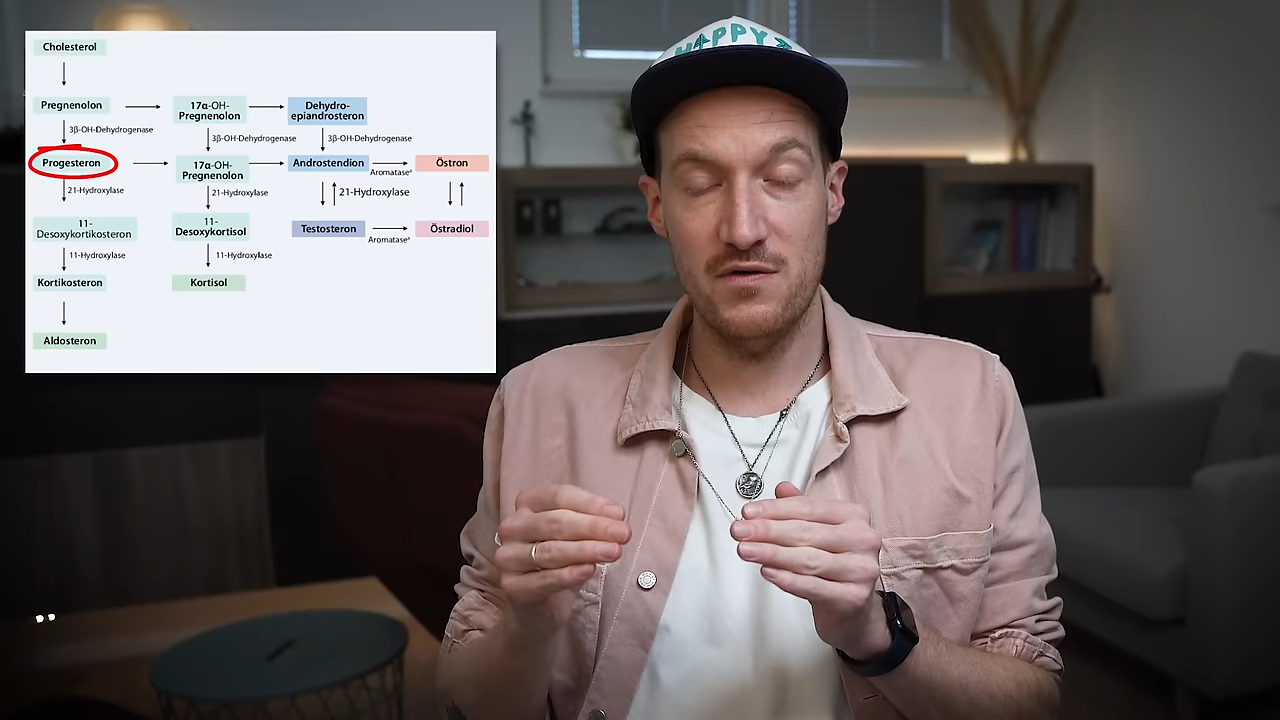 HAPPY
Cholesterol
Pregnenolon
17α-OH-
Pregnenolon
Dehydro-
epiandrosteron
3β-OH-Dehydrogenase
3β-OH-Dehydrogenase
3β-OH-Dehydrogenase
Progesteron
17α-OH-
Pregnenolon
Androstendion
Aromataseᵃ
Östron
21-Hydroxylase
21-Hydroxylase
21-Hydroxylase
11-
Desoxykortikosteron
11-
Desoxykortisol
Testosteron
Aromataseᵃ
Östradiol
11-Hydroxylase
11-Hydroxylase
Kortikosteron
Kortisol
Aldosteron